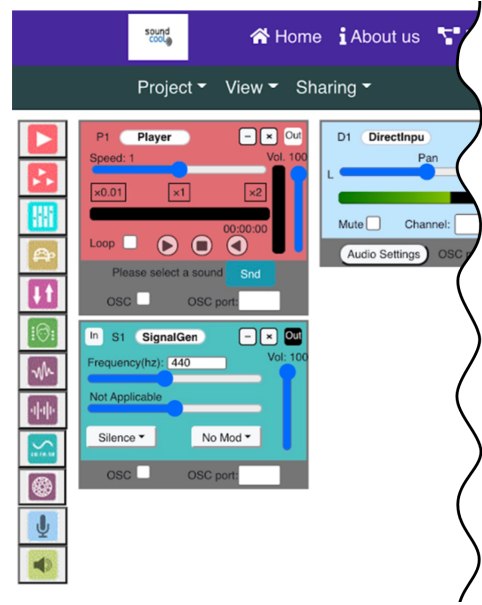 sound
cool
Home About us
Project View Sharing
P1 Player - × Out
Speed: 1 Vol. 100
x0.01 x1 x2
00:00:00
Loop
Please select a sound Snd
OSC OSC port:
D1 DirectInpu
Pan
L
Mute Channel:
Audio Settings OSC
In S1 SignalGen - × Out
Frequency(hz): 440 Vol: 100
Not Applicable
Silence No Mod
OSC OSC port: